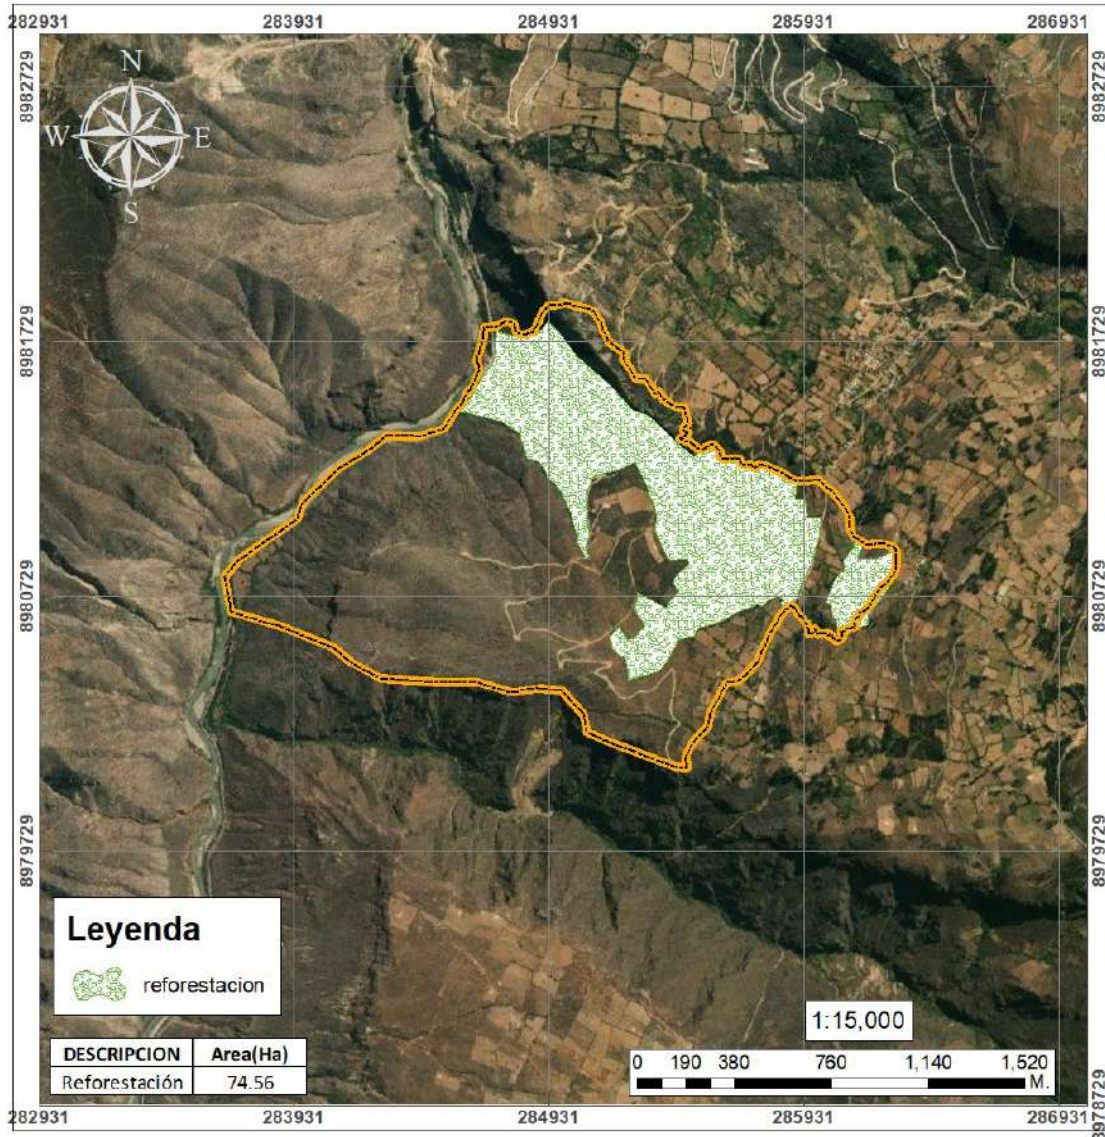 282931 283931 284931 285931 286931
8982729 8982729
N
W E
S
8981729 8981729
8980729 8980729
8979729 8979729
Leyenda
reforestacion
1:15,000
DESCRIPCION Area(Ha)
Reforestación 74.56
0 190 380 760 1,140 1,520
M.
8978729
282931 283931 284931 285931 286931